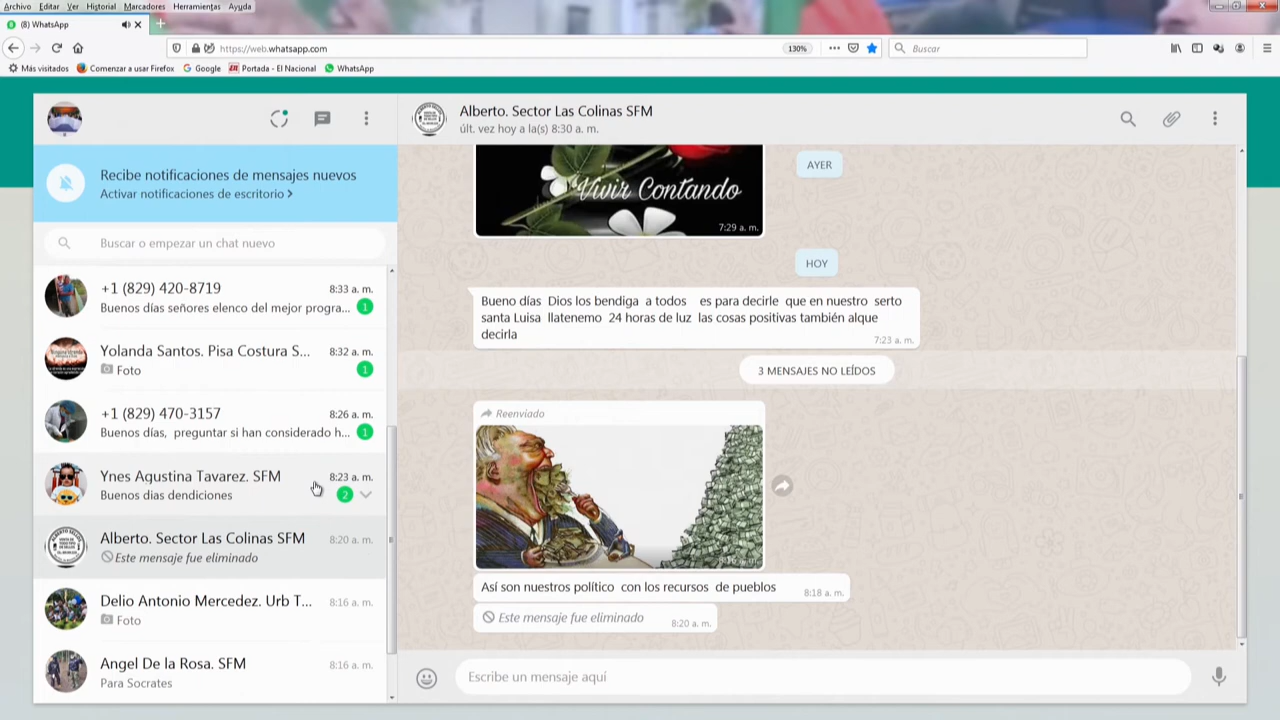 Archivo Editar Ver Historial Marcadores Herramientas Ayuda
(8) WhatsApp
https://web.whatsapp.com
130%
Buscar
Más visitados Comenzar a usar Firefox Google Portada - El Nacional WhatsApp
Recibe notificaciones de mensajes nuevos
Activar notificaciones de escritorio >
Buscar o empezar un chat nuevo
+1 (829) 420-8719 8:33 a. m.
Buenos días señores elenco del mejor progra... 1
Yolanda Santos. Pisa Costura S... 8:32 a. m.
Foto 1
+1 (829) 470-3157 8:26 a. m.
Buenos días, preguntar si han considerado h... 1
Ynes Agustina Tavarez. SFM 8:23 a. m.
Buenos dias dendiciones 2
Alberto. Sector Las Colinas SFM 8:20 a. m.
Este mensaje fue eliminado
Delio Antonio Mercedez. Urb T... 8:16 a. m.
Foto
Angel De la Rosa. SFM 8:16 a. m.
Para Socrates
Alberto. Sector Las Colinas SFM
últ. vez hoy a la(s) 8:30 a. m.
AYER
Vivir Contando
7:29 a. m.
HOY
Bueno días Dios los bendiga a todos es para decirle que en nuestro serto
santa Luisa llatenemo 24 horas de luz las cosas positivas también alque
decirla
7:23 a. m.
3 MENSAJES NO LEÍDOS
Reenviado
Así son nuestros político con los recursos de pueblos 8:18 a. m.
Este mensaje fue eliminado 8:20 a. m.
Escribe un mensaje aquí